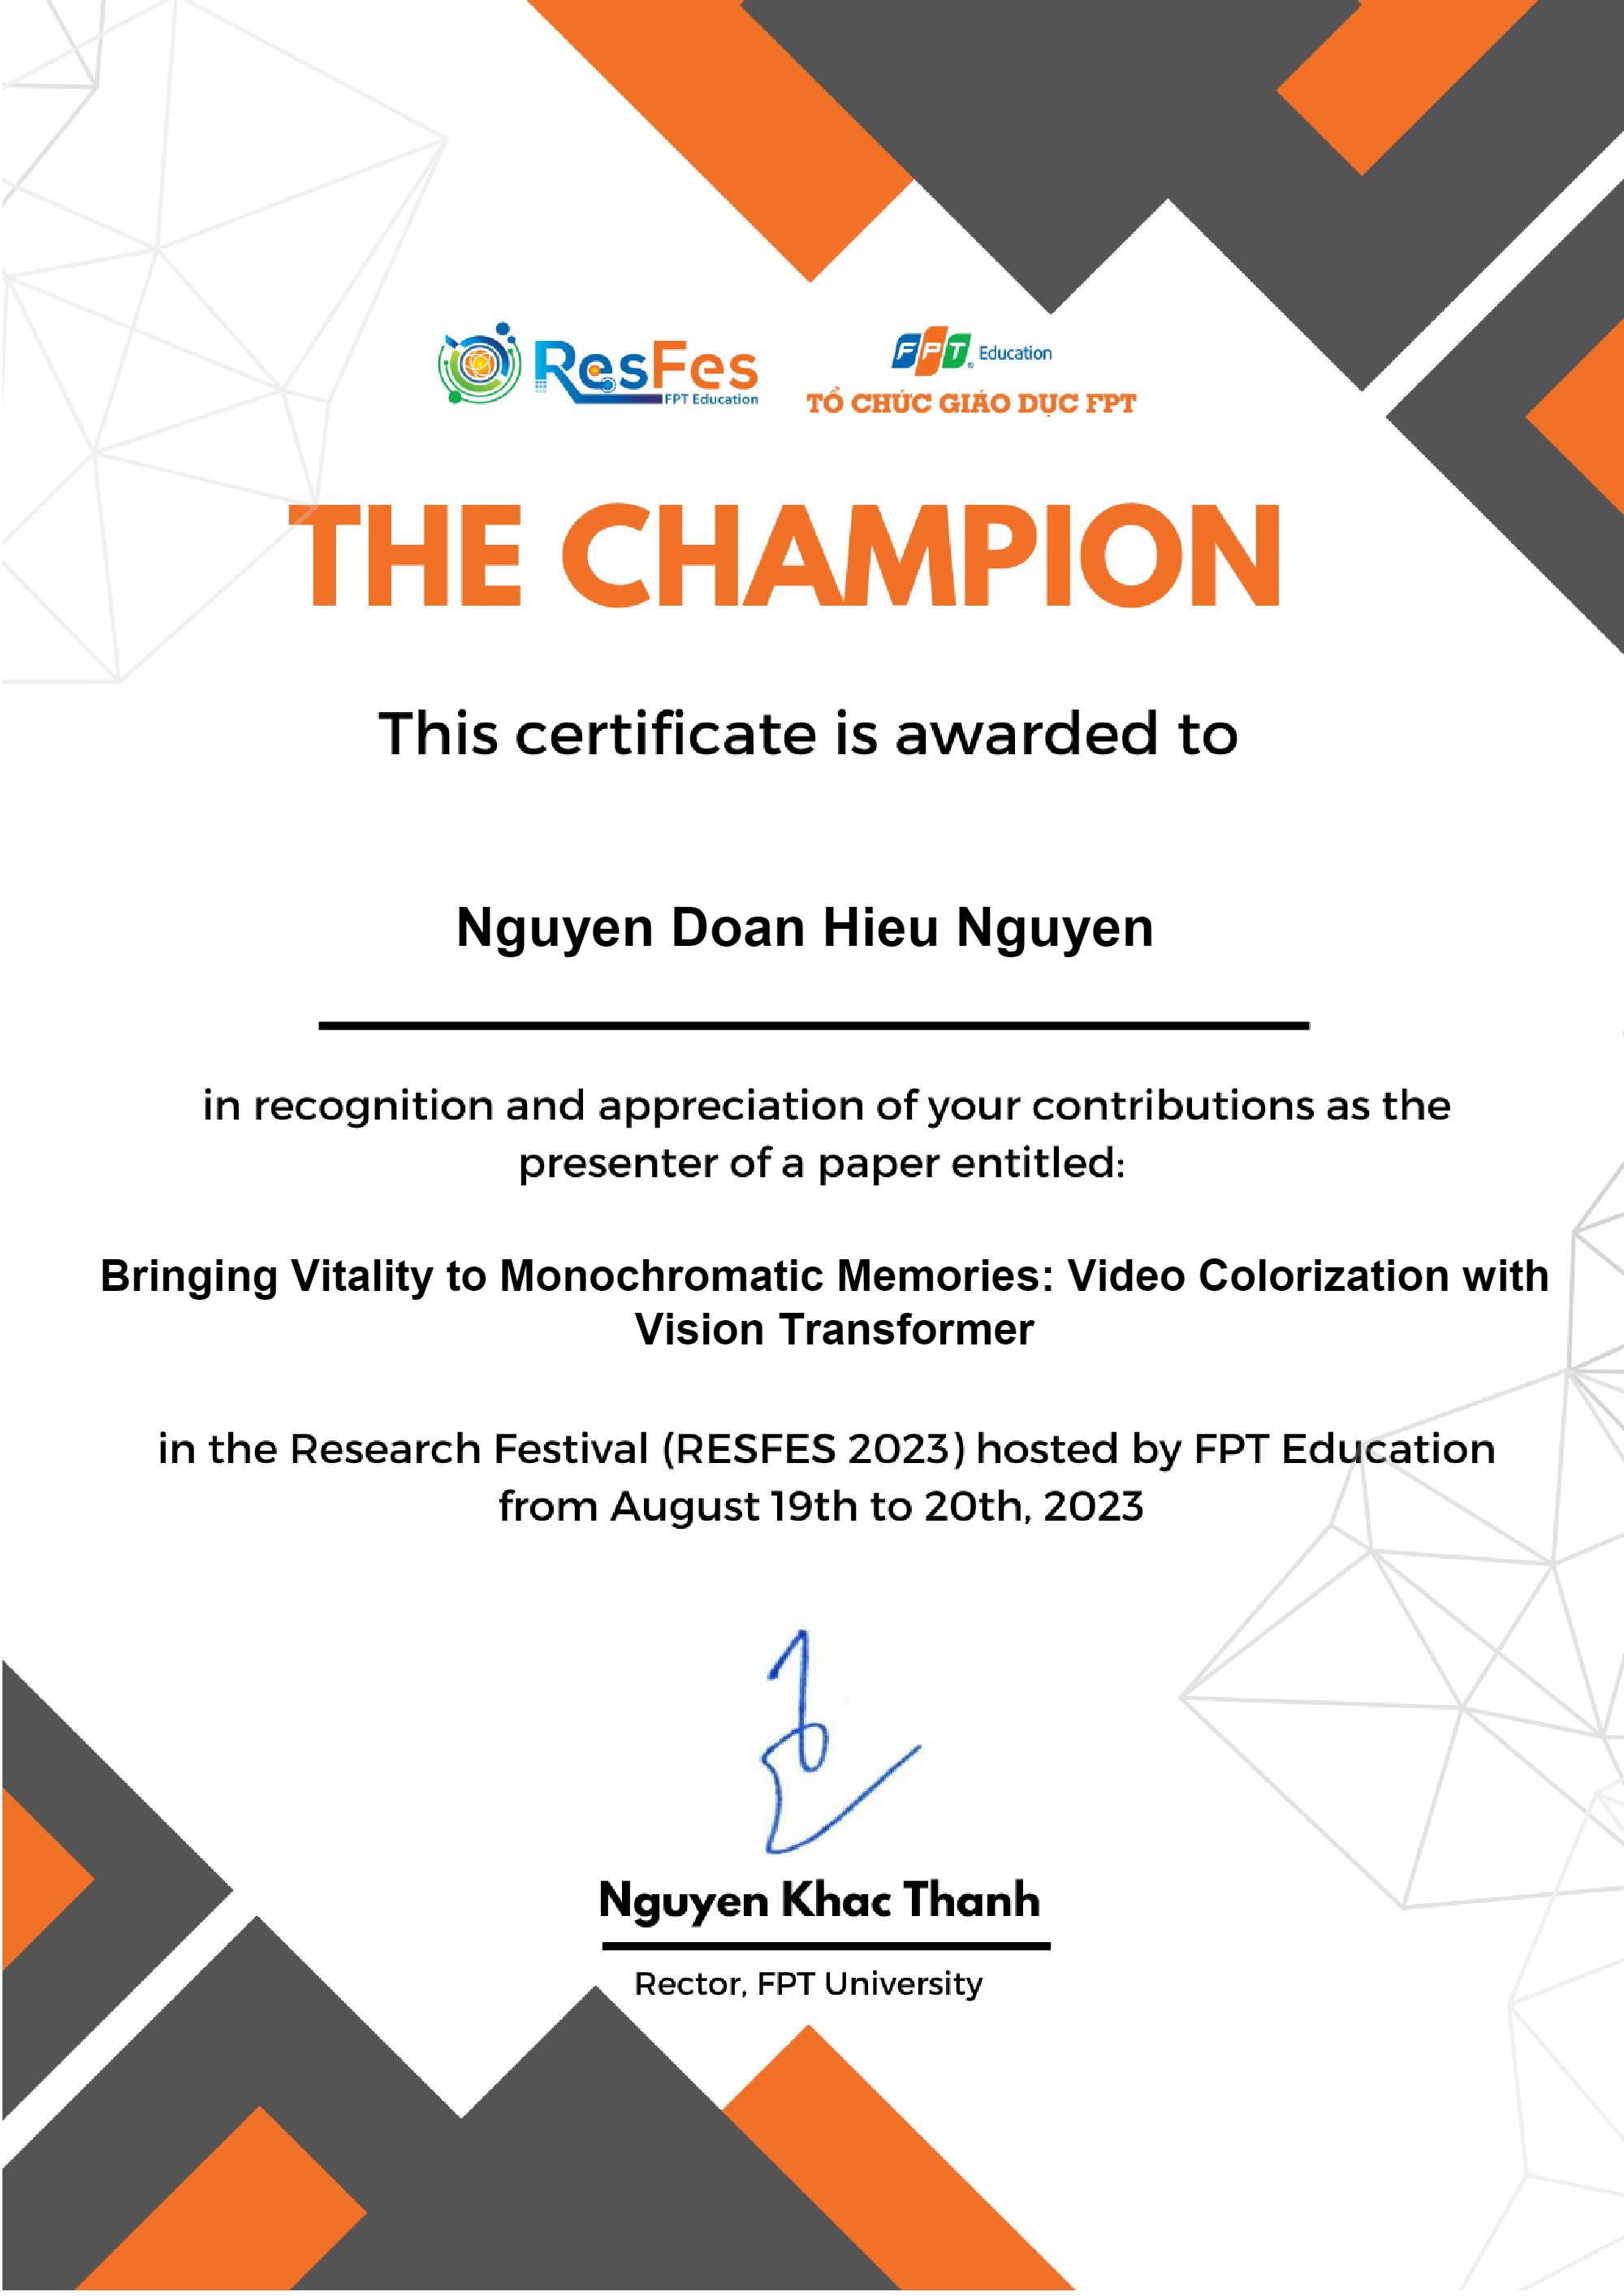 ResFes
FPT Education
FPT Education
TỔ CHỨC GIÁO DỤC FPT
THE CHAMPION
This certificate is awarded to
Nguyen Doan Hieu Nguyen
in recognition and appreciation of your contributions as the
presenter of a paper entitled:
Bringing Vitality to Monochromatic Memories: Video Colorization with
Vision Transformer
in the Research Festival (RESFES 2023) hosted by FPT Education
from August 19th to 20th, 2023
Nguyen Khac Thanh
Rector, FPT University